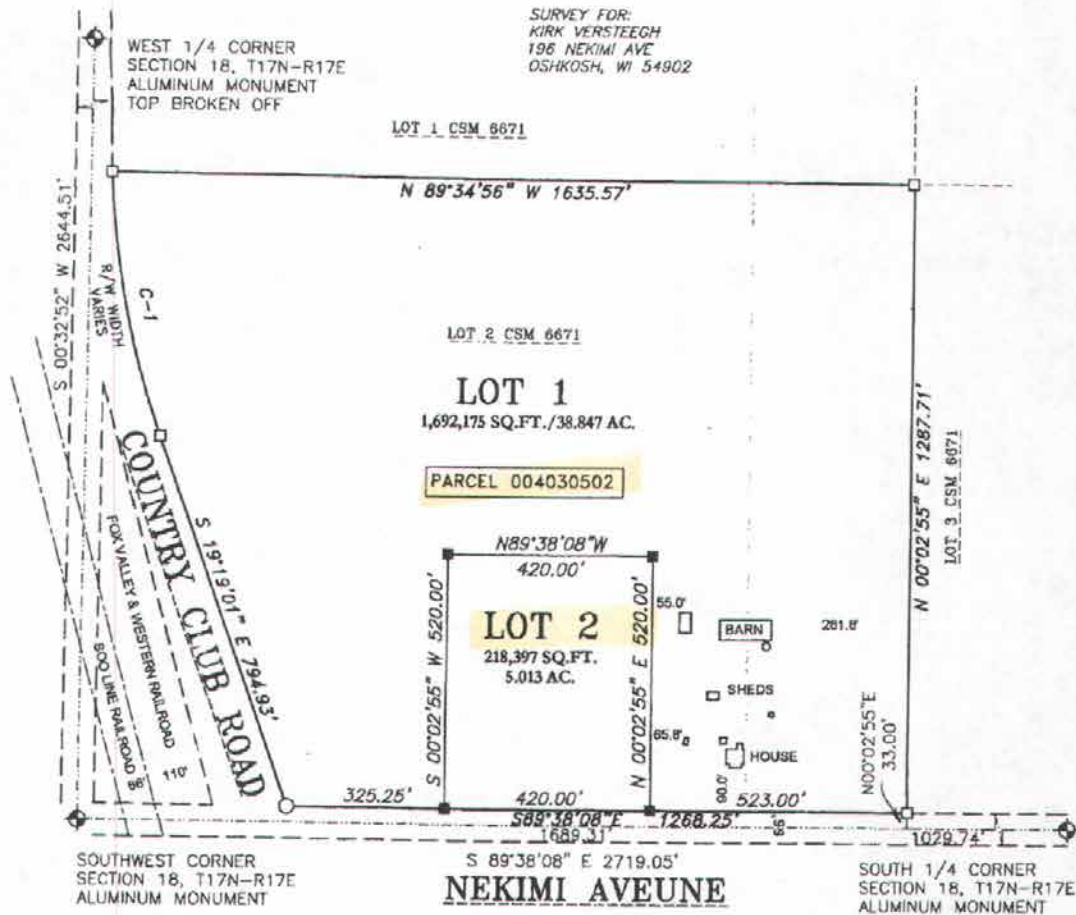 SURVEY FOR:
KIRK VERSTEEGH
196 NEKIMI AVE
OSHKOSH, WI 54902
WEST 1/4 CORNER
SECTION 18, T17N-R17E
ALUMINUM MONUMENT
TOP BROKEN OFF
LOT 1 CSM 6671
N 89°34'56" W 1635.57'
S 00°32'52" W 2644.51'
R/W WIDTH
VARIES
C-1
LOT 2 CSM 6671
LOT 1
1,692,175 SQ.FT./38.847 AC.
PARCEL 004030502
N 00°02'55" E 1287.71'
LOT 3 CSM 6671
COUNTRY CLUB ROAD
S 19°19'01" E 794.93'
FOX VALLEY & WESTERN RAILROAD
SOO LINE RAILROAD
110'
N89°38'08"W
420.00'
S 00°02'55" W 520.00'
N 00°02'55" E 520.00'
LOT 2
218,397 SQ.FT.
5.013 AC.
55.0'
BARN
281.8'
SHEDS
65.8'
HOUSE
90.0'
N00°02'55"E
33.00'
325.25'
420.00'
523.00'
S89°38'08"E 1268.25'
1689.31'
1029.74'
S 89°38'08" E 2719.05'
NEKIMI AVEUNE
SOUTHWEST CORNER
SECTION 18, T17N-R17E
ALUMINUM MONUMENT
SOUTH 1/4 CORNER
SECTION 18, T17N-R17E
ALUMINUM MONUMENT